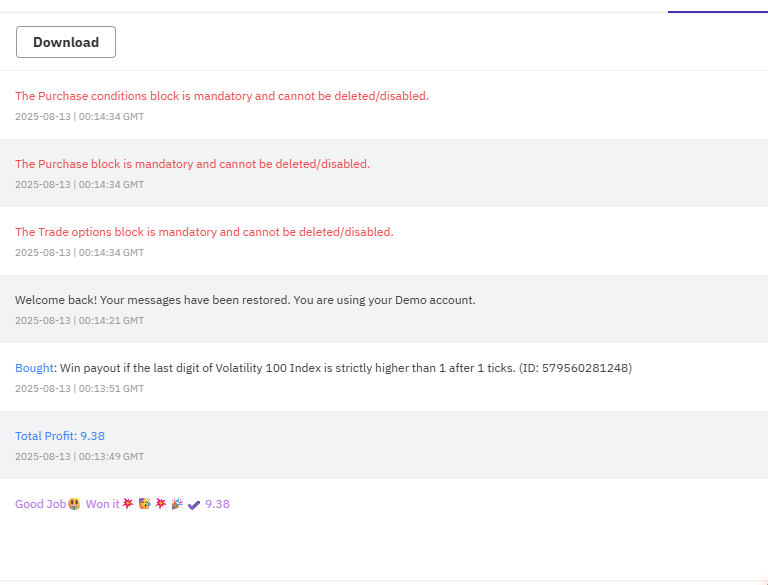 Download
The Purchase conditions block is mandatory and cannot be deleted/disabled.
2025-08-13 | 00:14:34 GMT
The Purchase block is mandatory and cannot be deleted/disabled.
2025-08-13 | 00:14:34 GMT
The Trade options block is mandatory and cannot be deleted/disabled.
2025-08-13 | 00:14:34 GMT
Welcome back! Your messages have been restored. You are using your Demo account.
2025-08-13 | 00:14:21 GMT
Bought: Win payout if the last digit of Volatility 100 Index is strictly higher than 1 after 1 ticks. (ID: 579560281248)
2025-08-13 | 00:13:51 GMT
Total Profit: 9.38
2025-08-13 | 00:13:49 GMT
Good Job Won it 9.38